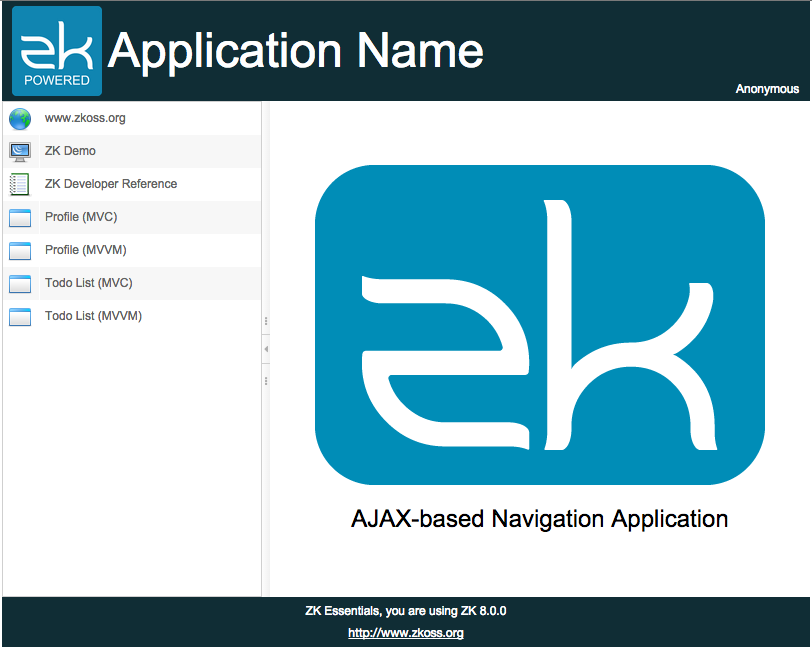 zk
POWERED
Application Name
Anonymous
www.zkoss.org
ZK Demo
ZK Developer Reference
Profile (MVC)
Profile (MVVM)
Todo List (MVC)
Todo List (MVVM)
zk
AJAX-based Navigation Application
ZK Essentials, you are using ZK 8.0.0
http://www.zkoss.org